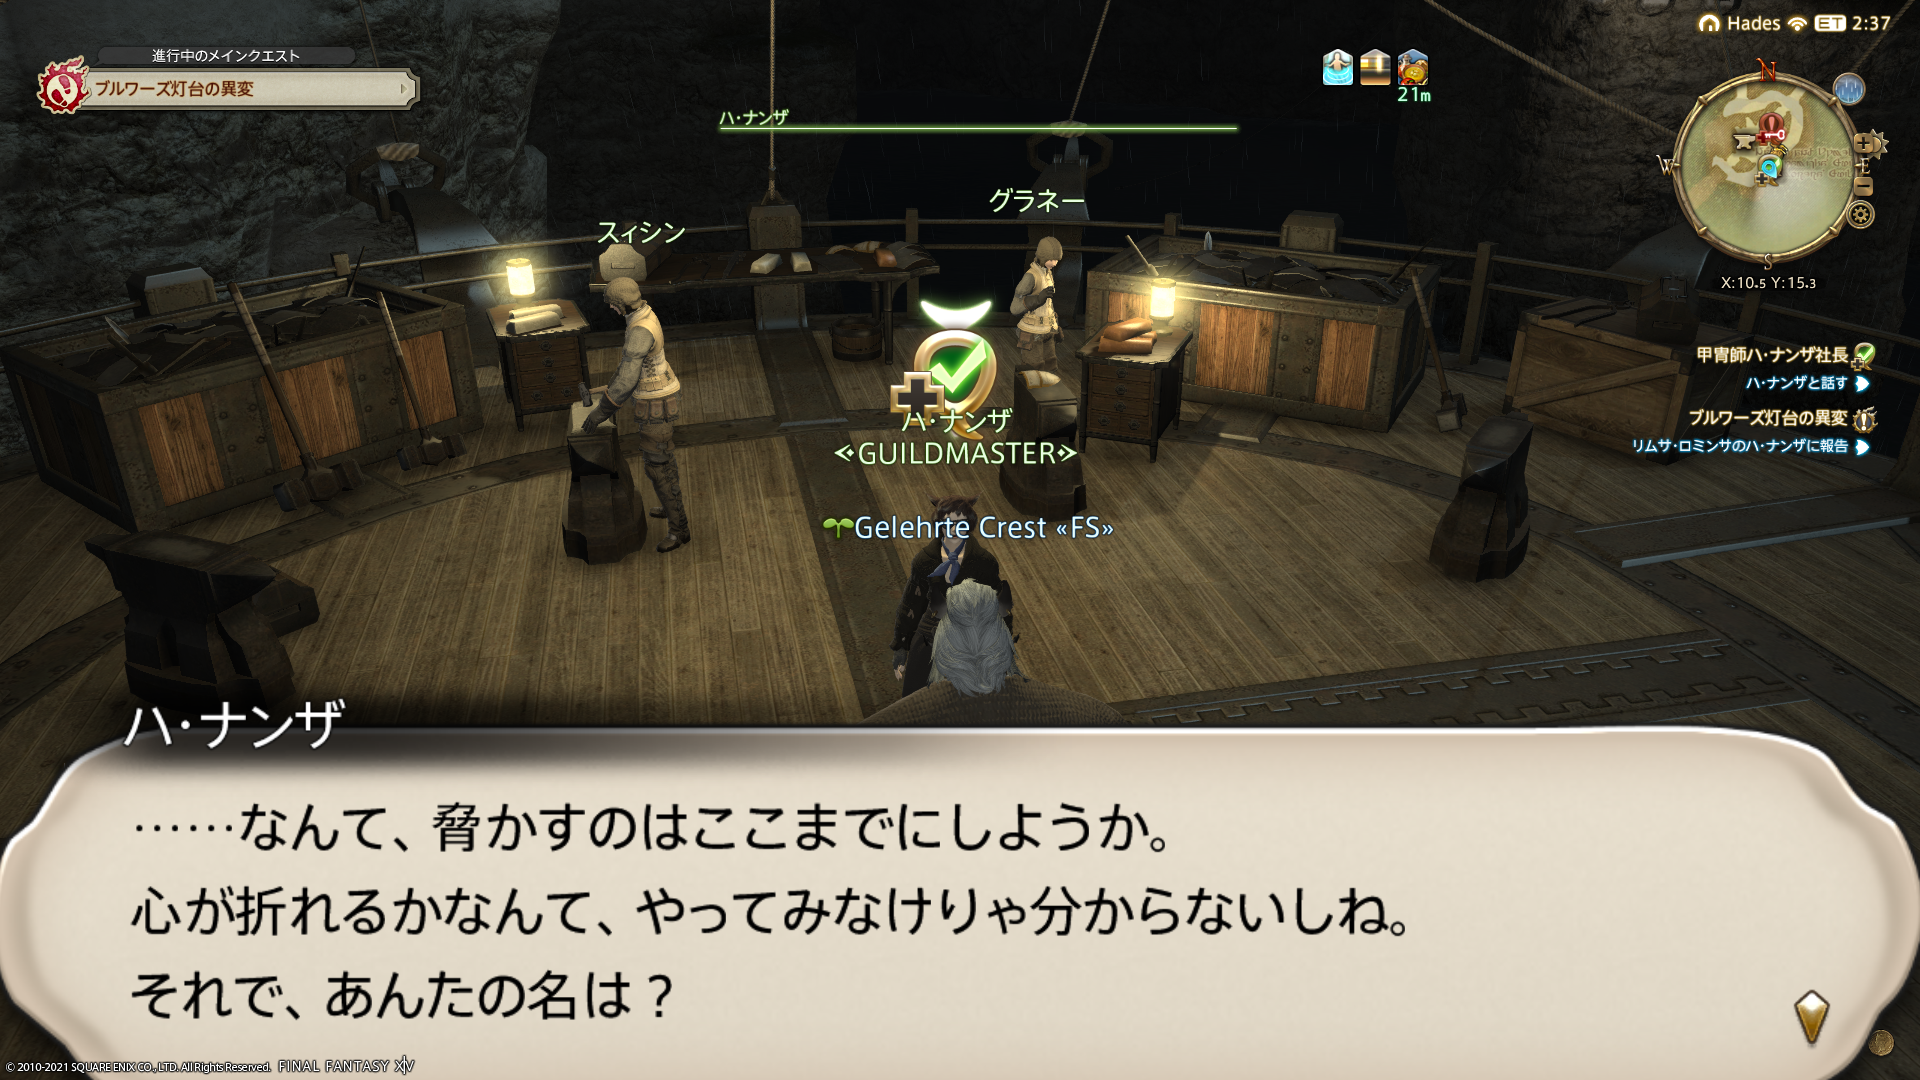 進行中のメインクエスト
ブルワーズ灯台の異変
Hades ET 2:37
21m
ハ・ナンザ
N
W
E
S
X:10.5 Y:15.3
グラネー
スィシン
甲冑師ハ・ナンザ社長
ハ・ナンザと話す
ブルワーズ灯台の異変
リムサ・ロミンサのハ・ナンザに報告
ハ・ナンザ
<GUILDMASTER>
Gelehrte Crest «FS»
ハ・ナンザ
……なんて、脅かすのはここまでにしようか。
心が折れるかなんて、やってみなけりゃ分からないしね。
それで、あんたの名は？
© 2010-2021 SQUARE ENIX CO., LTD. All Rights Reserved. FINAL FANTASY XIV